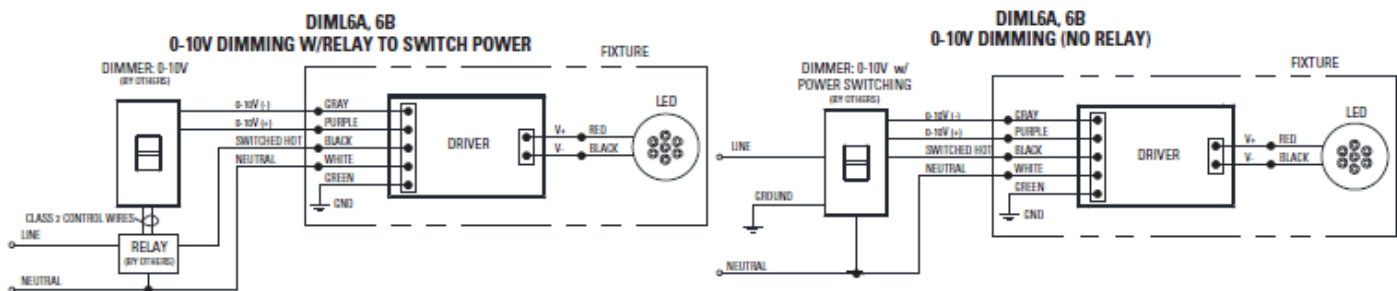 DIML6A, 6B
0-10V DIMMING W/RELAY TO SWITCH POWER
FIXTURE
DIMMER: 0-10V
(BY OTHERS)
LED
0-10V (-)
GRAY
0-10V (+)
PURPLE
SWITCHED HOT
BLACK
NEUTRAL
WHITE
GREEN
GND
DRIVER
V+
RED
V-
BLACK
CLASS 2 CONTROL WIRES
LINE
RELAY
(BY OTHERS)
NEUTRAL
DIML6A, 6B
0-10V DIMMING (NO RELAY)
FIXTURE
DIMMER: 0-10V w/
POWER SWITCHING
(BY OTHERS)
LED
0-10V (-)
GRAY
0-10V (+)
PURPLE
SWITCHED HOT
BLACK
NEUTRAL
WHITE
GREEN
GND
DRIVER
V+
RED
V-
BLACK
LINE
GROUND
NEUTRAL